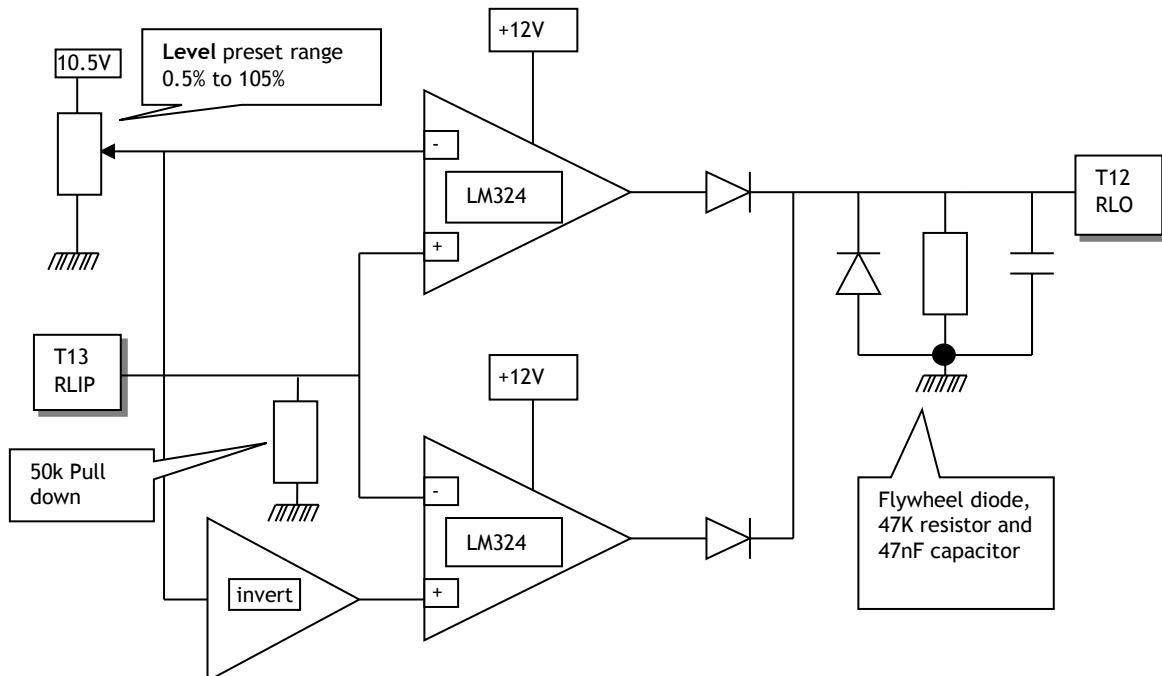 +12V
10.5V
Level preset range
0.5% to 105%
-
LM324
+
T12
RLO
T13
RLIP
+12V
50k Pull
down
-
LM324
+
invert
Flywheel diode,
47K resistor and
47nF capacitor